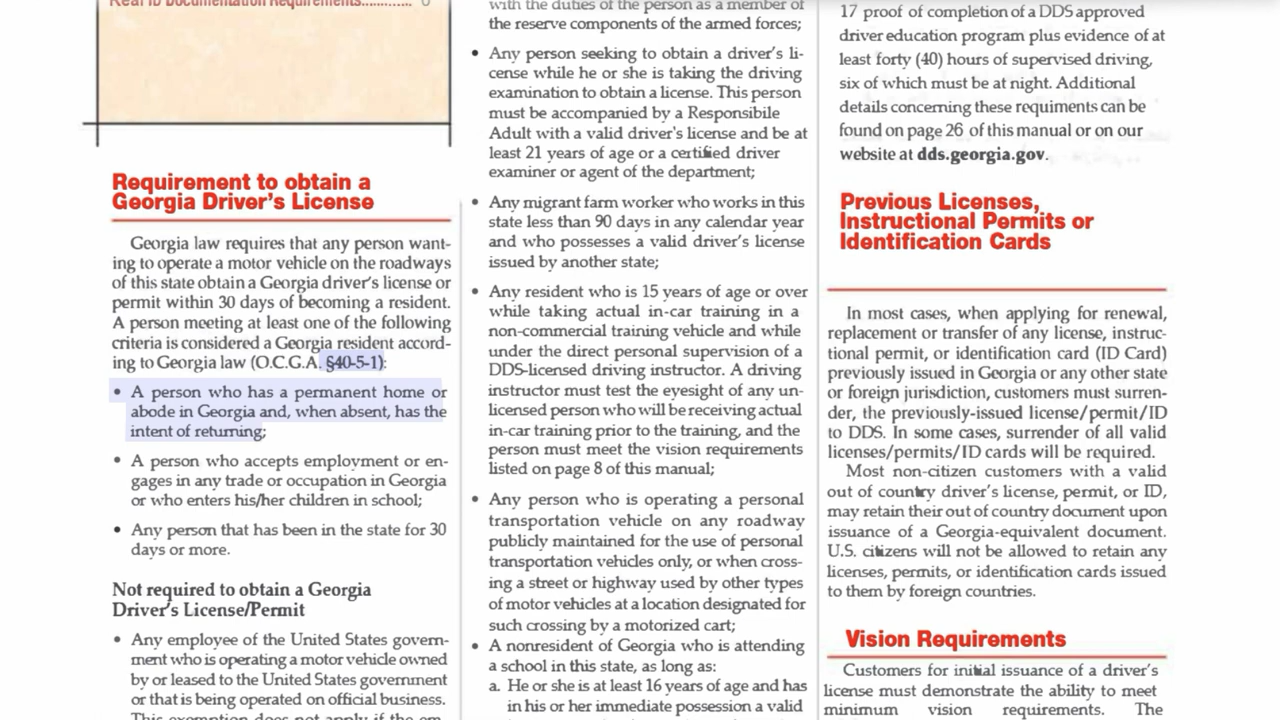 Real ID Documentation Requirements.............. 6
Requirement to obtain a
Georgia Driver's License
Georgia law requires that any person want-
ing to operate a motor vehicle on the roadways
of this state obtain a Georgia driver's license or
permit within 30 days of becoming a resident.
A person meeting at least one of the following
criteria is considered a Georgia resident accord-
ing to Georgia law (O.C.G.A. §40-5-1):
• A person who has a permanent home or
abode in Georgia and, when absent, has the
intent of returning;
• A person who accepts employment or en-
gages in any trade or occupation in Georgia
or who enters his/her children in school;
• Any person that has been in the state for 30
days or more.
Not required to obtain a Georgia
Driver's License/Permit
• Any employee of the United States govern-
ment who is operating a motor vehicle owned
by or leased to the United States government
or that is being operated on official business.
This exemption does not apply if the em-
with the duties of the person as a member of
the reserve components of the armed forces;
• Any person seeking to obtain a driver's li-
cense while he or she is taking the driving
examination to obtain a license. This person
must be accompanied by a Responsibile
Adult with a valid driver's license and be at
least 21 years of age or a certified driver
examiner or agent of the department;
• Any migrant farm worker who works in this
state less than 90 days in any calendar year
and who possesses a valid driver's license
issued by another state;
• Any resident who is 15 years of age or over
while taking actual in-car training in a
non-commercial training vehicle and while
under the direct personal supervision of a
DDS-licensed driving instructor. A driving
instructor must test the eyesight of any un-
licensed person who will be receiving actual
in-car training prior to the training, and the
person must meet the vision requirements
listed on page 8 of this manual;
• Any person who is operating a personal
transportation vehicle on any roadway
publicly maintained for the use of personal
transportation vehicles only, or when cross-
ing a street or highway used by other types
of motor vehicles at a location designated for
such crossing by a motorized cart;
• A nonresident of Georgia who is attending
a school in this state, as long as:
a. He or she is at least 16 years of age and has
in his or her immediate possession a valid
17 proof of completion of a DDS approved
driver education program plus evidence of at
least forty (40) hours of supervised driving,
six of which must be at night. Additional
details concerning these requiments can be
found on page 26 of this manual or on our
website at dds.georgia.gov.
Previous Licenses,
Instructional Permits or
Identification Cards
In most cases, when applying for renewal,
replacement or transfer of any license, instruc-
tional permit, or identification card (ID Card)
previously issued in Georgia or any other state
or foreign jurisdiction, customers must surren-
der, the previously-issued license/permit/ID
to DDS. In some cases, surrender of all valid
licenses/permits/ID cards will be required.
Most non-citizen customers with a valid
out of country driver's license, permit, or ID,
may retain their out of country document upon
issuance of a Georgia-equivalent document.
U.S. citizens will not be allowed to retain any
licenses, permits, or identification cards issued
to them by foreign countries.
Vision Requirements
Customers for initial issuance of a driver's
license must demonstrate the ability to meet
minimum vision requirements. The